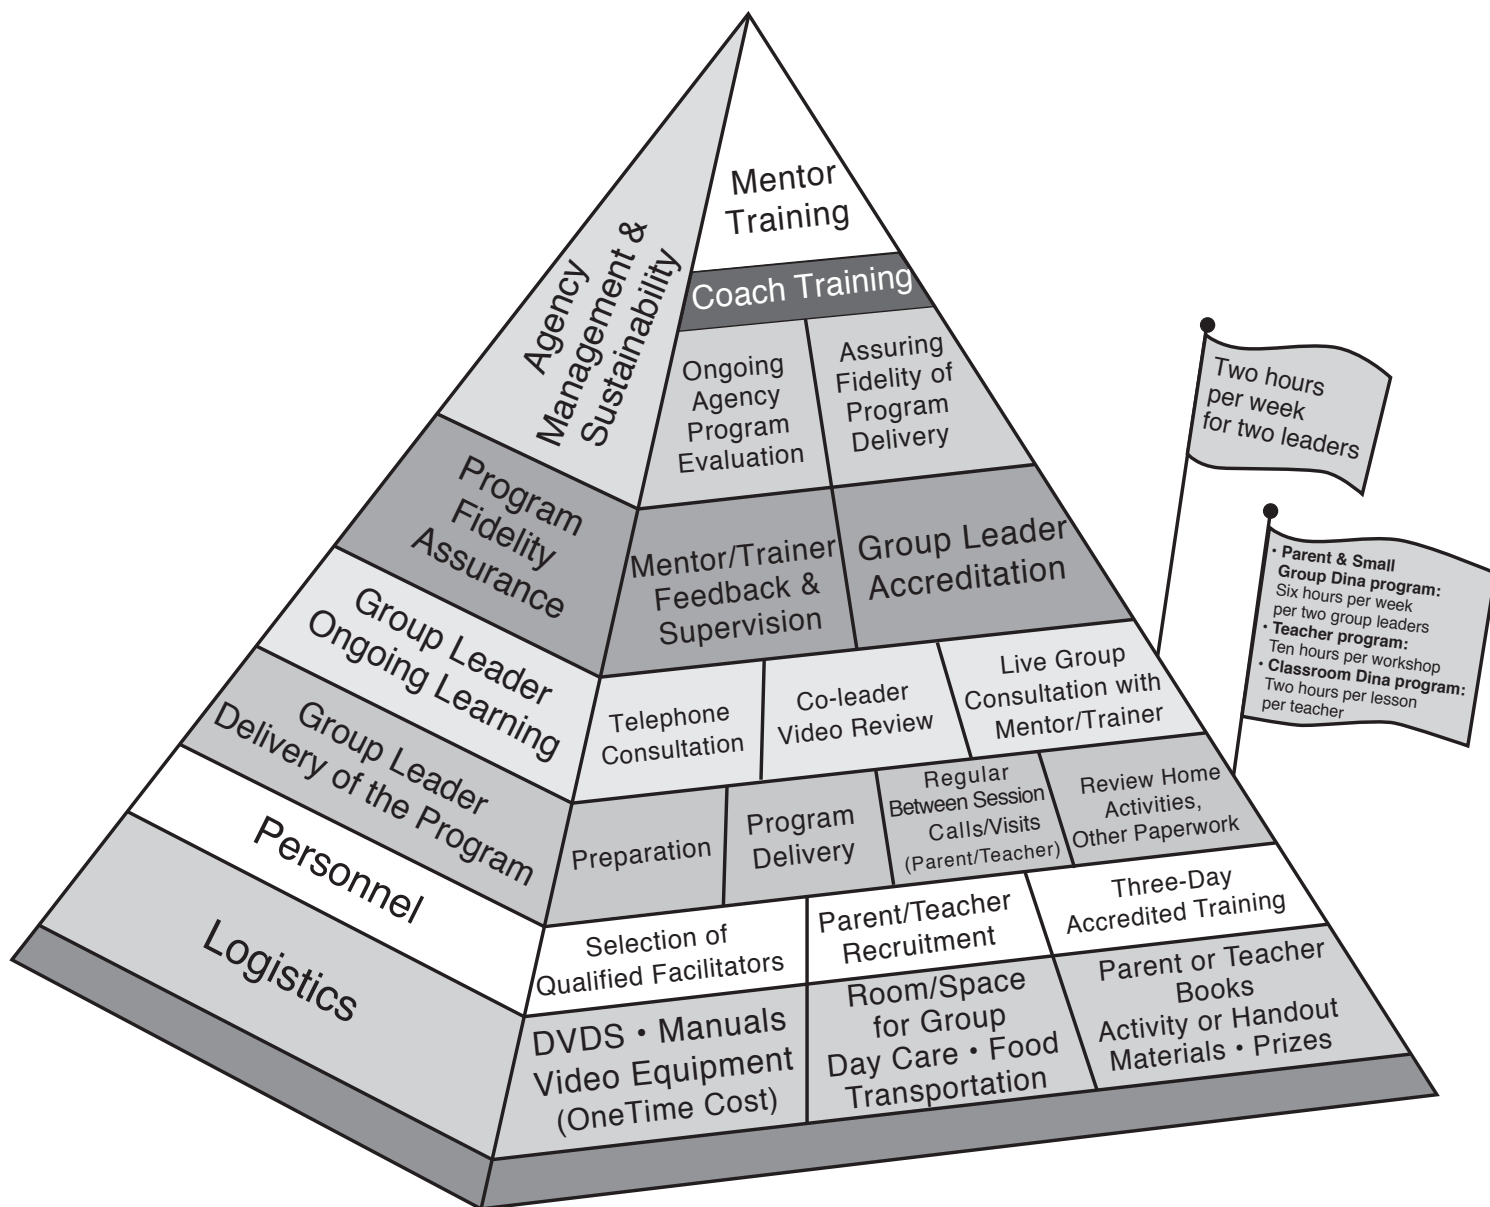 Mentor
Training
Coach Training
Agency
Management &
Sustainability
Ongoing
Agency
Program
Evaluation
Assuring
Fidelity of
Program
Delivery
Program
Fidelity
Assurance
Mentor/Trainer
Feedback &
Supervision
Group Leader
Accreditation
Group Leader
Ongoing Learning
Telephone
Consultation
Co-leader
Video Review
Live Group
Consultation with
Mentor/Trainer
Group Leader
Delivery of the Program
Preparation
Program
Delivery
Regular
Between Session
Calls/Visits
(Parent/Teacher)
Review Home
Activities,
Other Paperwork
Personnel
Selection of
Qualified Facilitators
Parent/Teacher
Recruitment
Three-Day
Accredited Training
Logistics
DVDS • Manuals
Video Equipment
(OneTime Cost)
Room/Space
for Group
Day Care • Food
Transportation
Parent or Teacher
Books
Activity or Handout
Materials • Prizes
Two hours
per week
for two leaders
• Parent & Small
Group Dina program:
Six hours per week
per two group leaders
• Teacher program:
Ten hours per workshop
• Classroom Dina program:
Two hours per lesson
per teacher